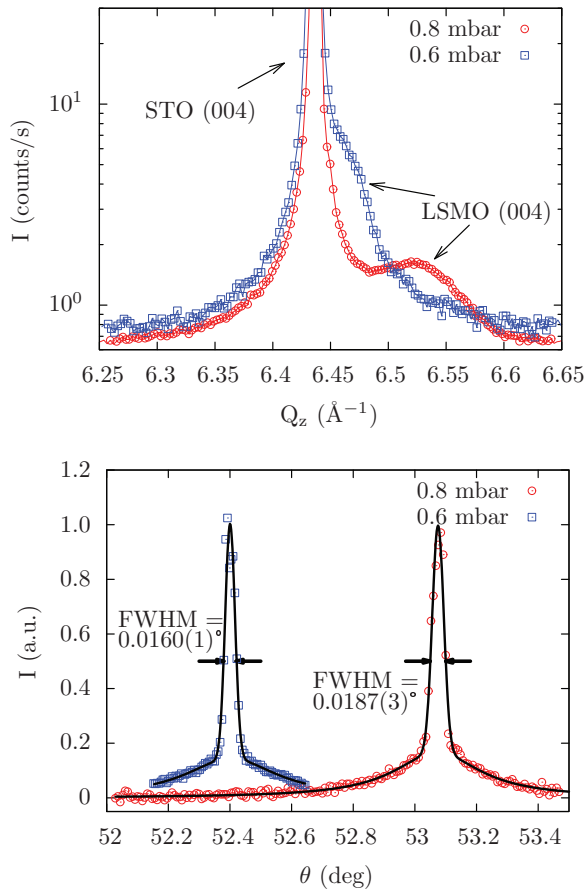 0.8 mbar
0.6 mbar
STO (004)
LSMO (004)
10¹
10⁰
I (counts/s)
6.25 6.3 6.35 6.4 6.45 6.5 6.55 6.6 6.65
Q_z (Å⁻¹)
1.2
1.0
0.8
0.6
0.4
0.2
0
I (a.u.)
0.8 mbar
0.6 mbar
FWHM =
0.0160(1)°
FWHM =
0.0187(3)°
52 52.2 52.4 52.6 52.8 53 53.2 53.4
θ (deg)